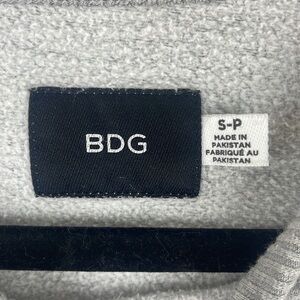 BDG
S-P
MADE IN
PAKISTAN
FABRIQUÉ AU
PAKISTAN